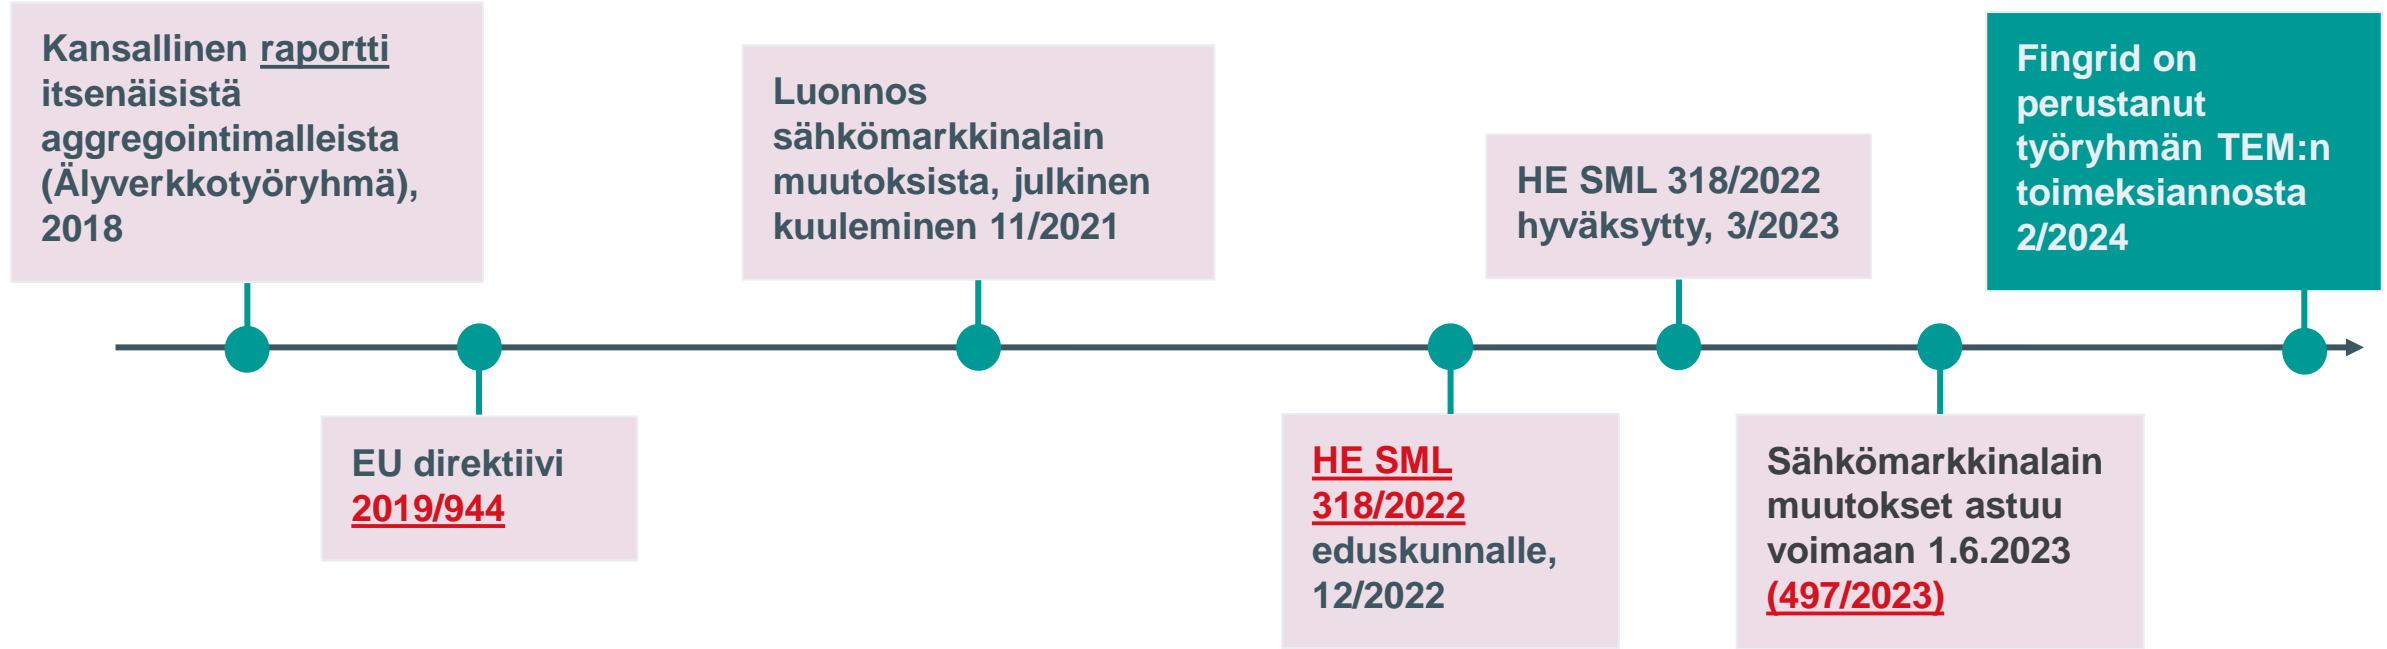 Kansallinen raportti
itsenäisistä
aggregointimalleista
(Älyverkkotyöryhmä),
2018
EU direktiivi
2019/944
Luonnos
sähkömarkkinalain
muutoksista, julkinen
kuuleminen 11/2021
HE SML
318/2022
eduskunnalle,
12/2022
HE SML 318/2022
hyväksytty, 3/2023
Sähkömarkkinalain
muutokset astuu
voimaan 1.6.2023
(497/2023)
Fingrid on
perustanut
työryhmän TEM:n
toimeksiannosta
2/2024